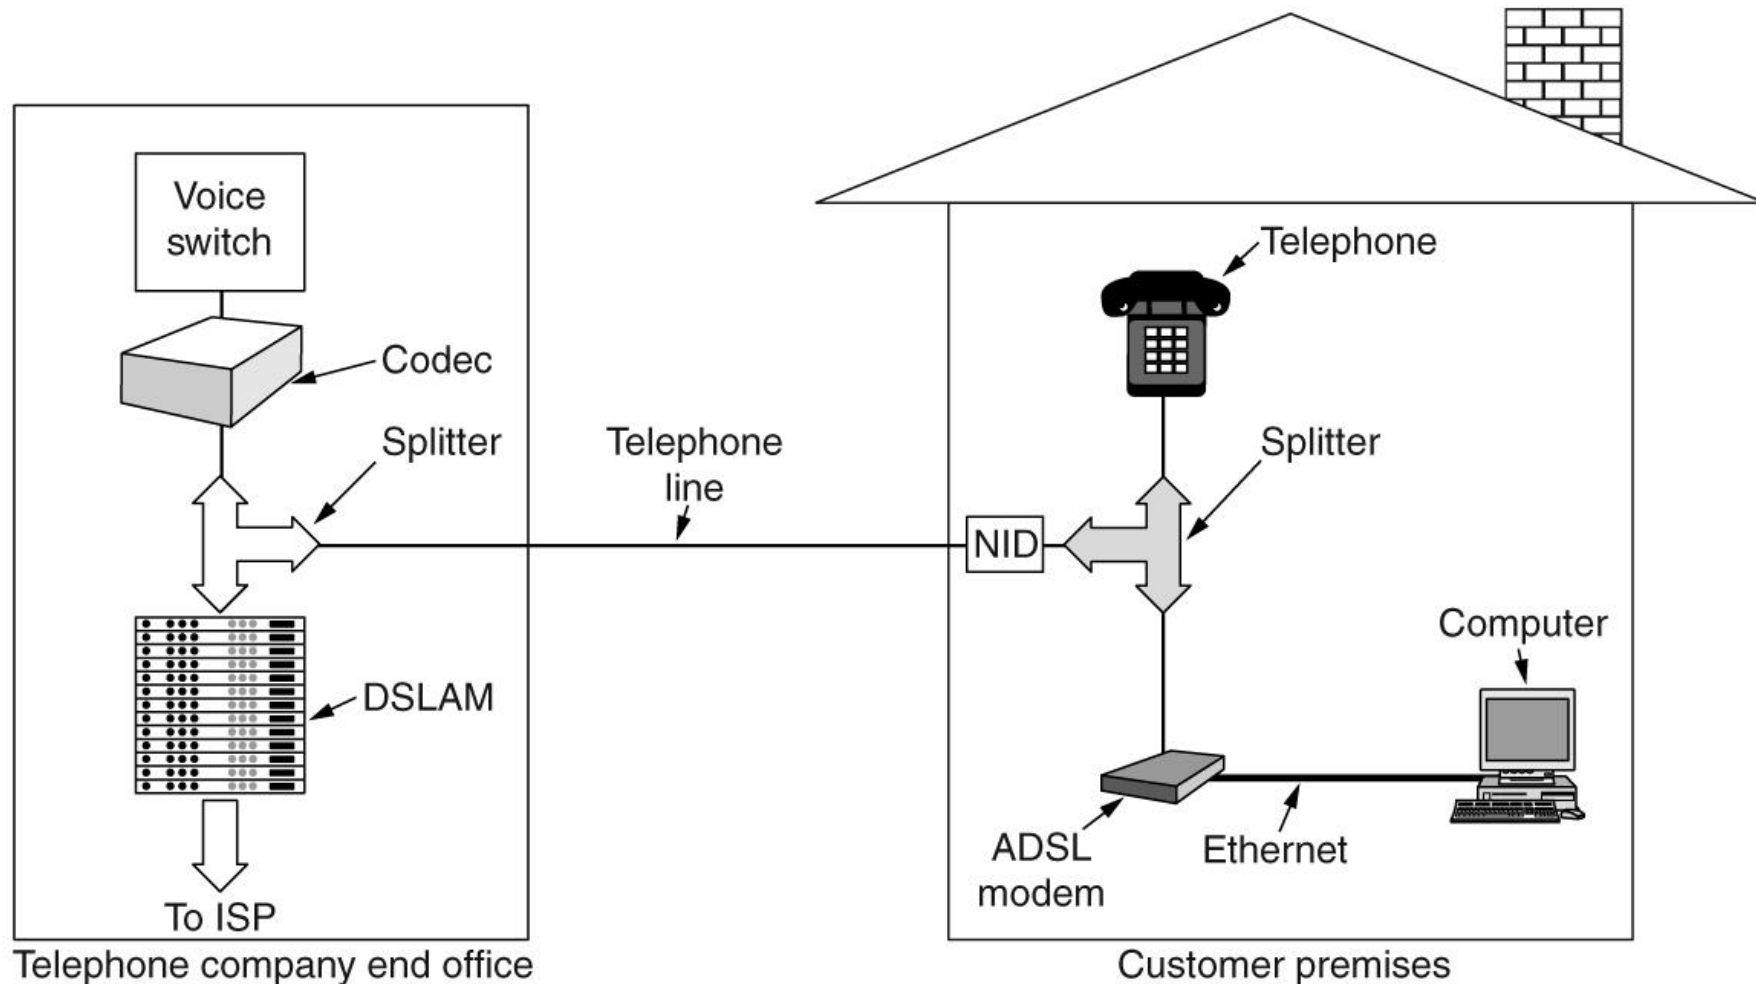 Voice
switch
Codec
Splitter
DSLAM
To ISP
Telephone company end office
Telephone
line
Telephone
Splitter
NID
Computer
ADSL
modem
Ethernet
Customer premises